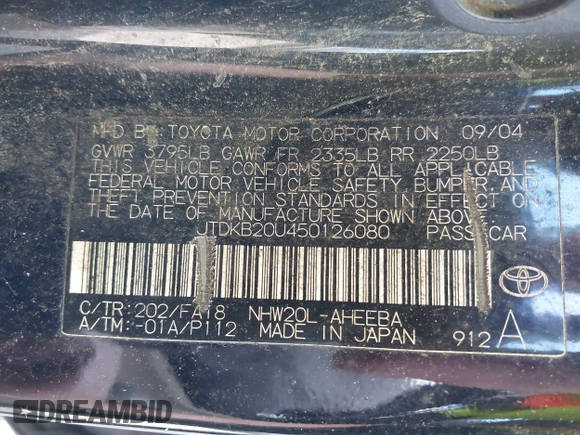 MFD BY: TOYOTA MOTOR CORPORATION 09/04
GVWR 3795LB GAWR FR 2335LB RR 2250LB
THIS VEHICLE CONFORMS TO ALL APPLICABLE
FEDERAL MOTOR VEHICLE SAFETY, BUMPER, AND
THEFT PREVENTION STANDARDS IN EFFECT ON
THE DATE OF MANUFACTURE SHOWN ABOVE.
JTDKB20U450126080 PASS.CAR
C/TR:202/FA18 NHW20L-AHEEBA
A/TM:-01A/P112 MADE IN JAPAN 912 A
DREAMBID